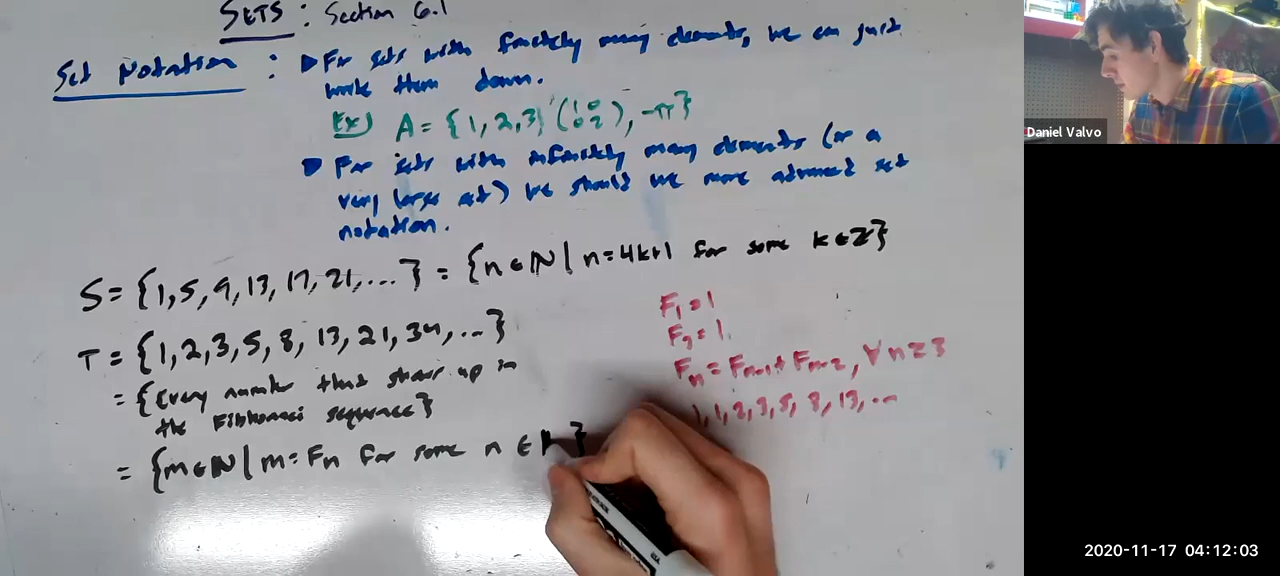 SETS : Section 6.1
Set Notation : ▶ For sets with finitely many elements, we can just
write them down.
(Ex) A = {1, 2, 3, (1 0
0 2), -π}
▶ For sets with infinitely many elements (or a
very large set) we should use more advanced set
notation.
S = {1, 5, 9, 13, 17, 21, ...} = {n ∈ ℕ | n = 4k+1 for some k ∈ ℤ}
T = {1, 2, 3, 5, 8, 13, 21, 34, ...}
= {Every number that shows up in
the Fibbonacci sequence}
= {m ∈ ℕ | m = Fn for some n ∈ ℕ}
F₁ = 1
F₂ = 1.
Fₙ = Fₙ₋₁ + Fₙ₋₂, ∀ n ≥ 3
1, 1, 2, 3, 5, 8, 13, ...
Daniel Valvo
2020-11-17 04:12:03